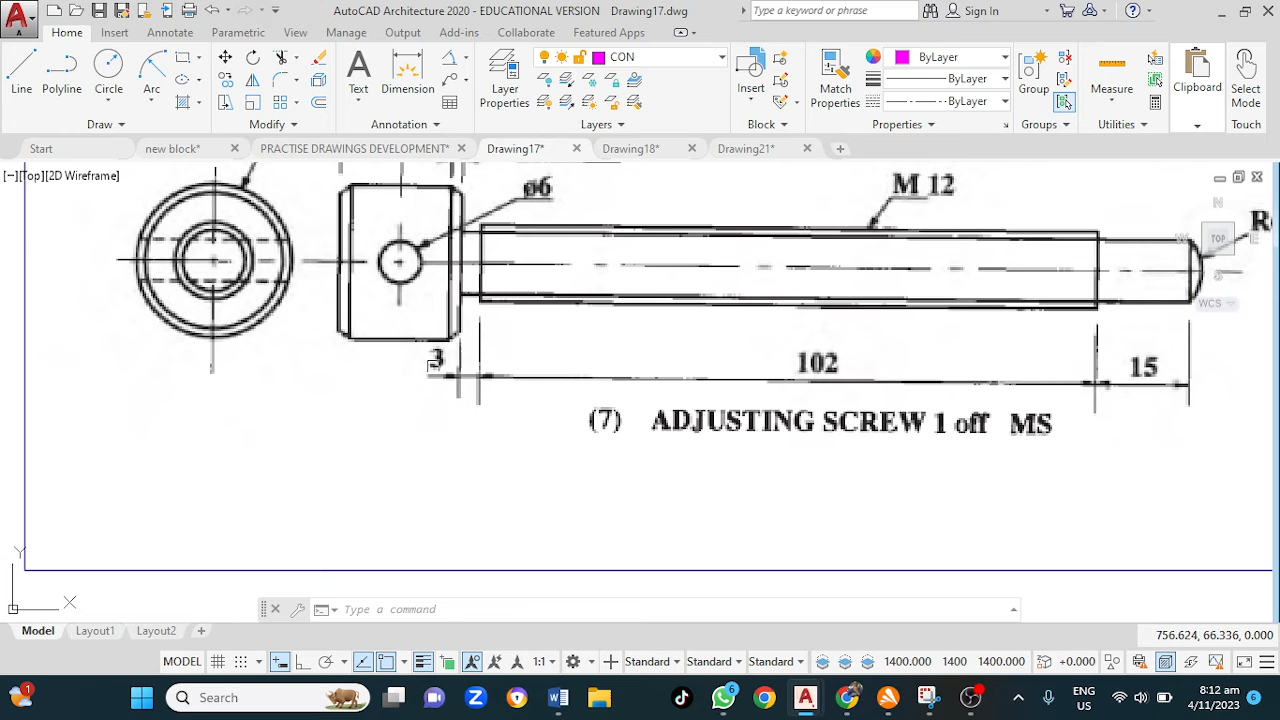 AutoCAD Architecture 2020 - EDUCATIONAL VERSION Drawing17.dwg
Type a keyword or phrase
Sign In
Home Insert Annotate Parametric View Manage Output Add-ins Collaborate Featured Apps
CON
ByLayer
ByLayer
ByLayer
Line Polyline Circle Arc
Text Dimension
Layer Properties
Insert
Match Properties
Group
Measure
Clipboard
Select Mode
Draw Modify Annotation Layers Block Properties Groups Utilities Touch
Start new block* PRACTISE DRAWINGS DEVELOPMENT* Drawing17* Drawing18* Drawing21*
[−][Top][2D Wireframe]
ø6
M 12
N
W TOP E
S
WCS
3
102
15
(7) ADJUSTING SCREW 1 off MS
Y
X
Type a command
Model Layout1 Layout2
756.624, 66.336, 0.000
MODEL 1:1 Standard Standard Standard 1400.000 1400 +0.000
1
Search
6
ENG
US
8:12 am
4/11/2023
6